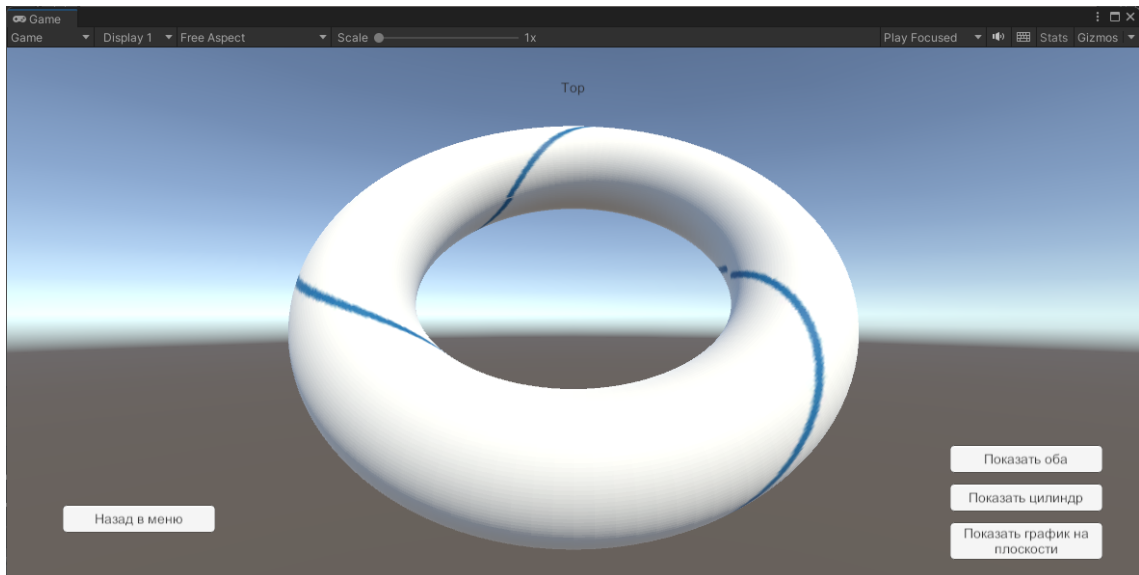 Game
Game Display 1 Free Aspect Scale 1x Play Focused Stats Gizmos
Тор
Показать оба
Показать цилиндр
Назад в меню
Показать график на
плоскости